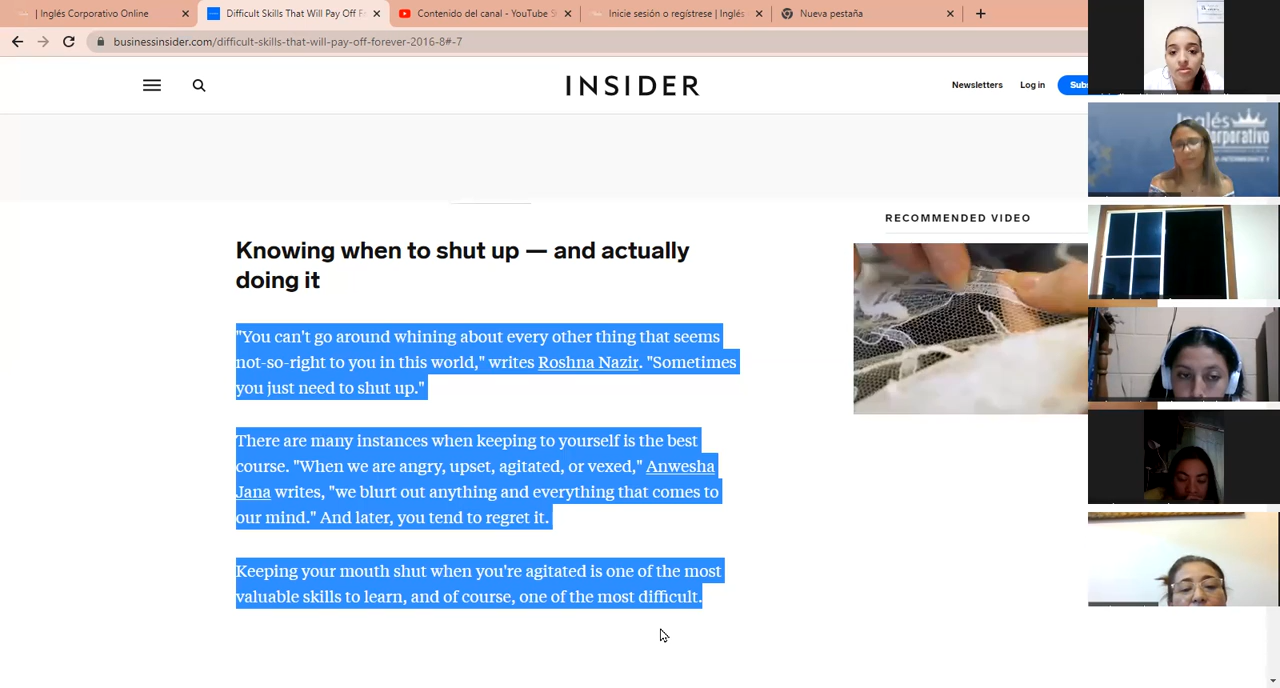 Inglés Corporativo Online
Difficult Skills That Will Pay Off F
Contenido del canal - YouTube S
Inicie sesión o regístrese | Inglés
Nueva pestaña
businessinsider.com/difficult-skills-that-will-pay-off-forever-2016-8#-7
INSIDER
Newsletters
Log in
Subs
RECOMMENDED VIDEO
Knowing when to shut up — and actually
doing it
"You can't go around whining about every other thing that seems
not-so-right to you in this world," writes Roshna Nazir. "Sometimes
you just need to shut up."
There are many instances when keeping to yourself is the best
course. "When we are angry, upset, agitated, or vexed," Anwesha
Jana writes, "we blurt out anything and everything that comes to
our mind." And later, you tend to regret it.
Keeping your mouth shut when you're agitated is one of the most
valuable skills to learn, and of course, one of the most difficult.
Inglés
orporativo